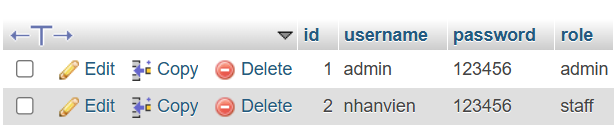 id username password role
Edit Copy Delete 1 admin 123456 admin
Edit Copy Delete 2 nhanvien 123456 staff